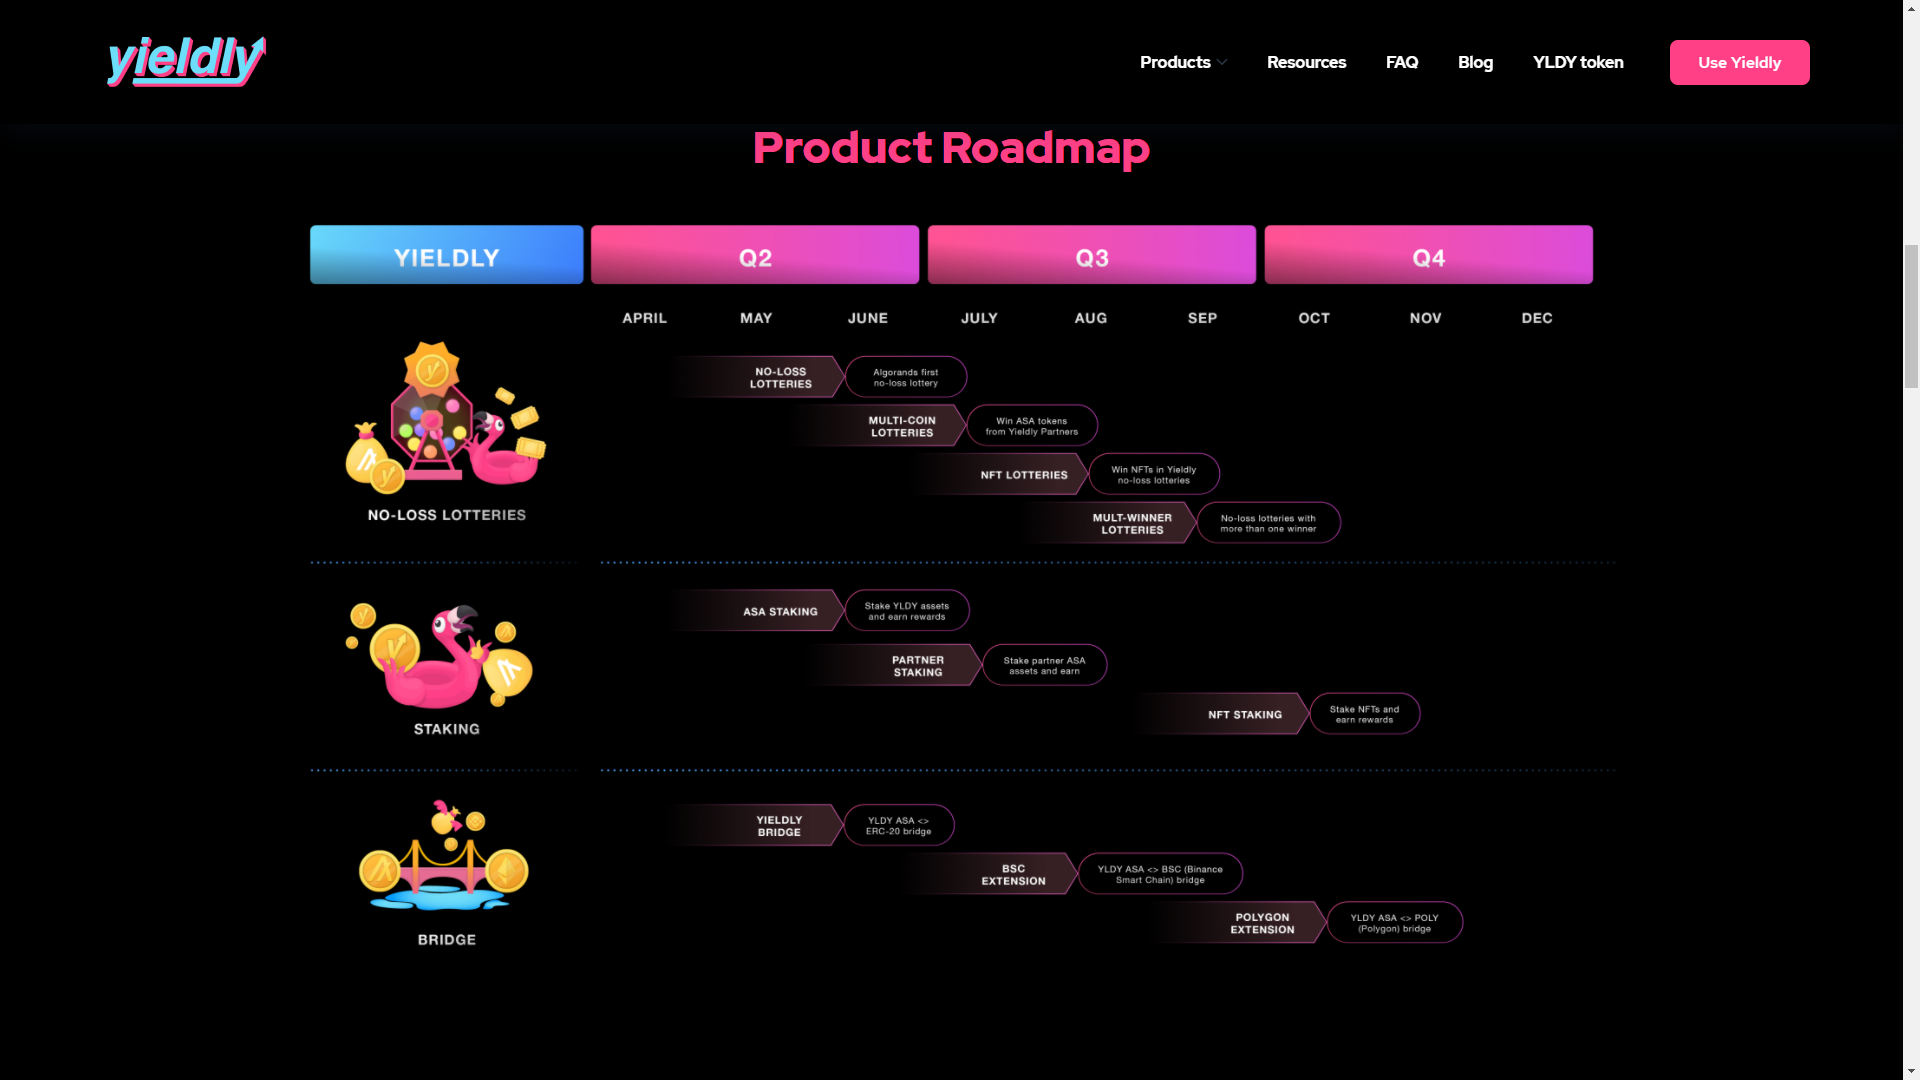 yieldly
Products
Resources
FAQ
Blog
YLDY token
Use Yieldly
Product Roadmap
YIELDLY
Q2
Q3
Q4
APRIL
MAY
JUNE
JULY
AUG
SEP
OCT
NOV
DEC
NO-LOSS
LOTTERIES
Algorands first
no-loss lottery
MULTI-COIN
LOTTERIES
Win ASA tokens
from Yieldly Partners
NFT LOTTERIES
Win NFTs in Yieldly
no-loss lotteries
MULT-WINNER
LOTTERIES
No-loss lotteries with
more than one winner
NO-LOSS LOTTERIES
ASA STAKING
Stake YLDY assets
and earn rewards
PARTNER
STAKING
Stake partner ASA
assets and earn
NFT STAKING
Stake NFTs and
earn rewards
STAKING
YIELDLY
BRIDGE
YLDY ASA <>
ERC-20 bridge
BSC
EXTENSION
YLDY ASA <> BSC (Binance
Smart Chain) bridge
POLYGON
EXTENSION
YLDY ASA <> POLY
(Polygon) bridge
BRIDGE